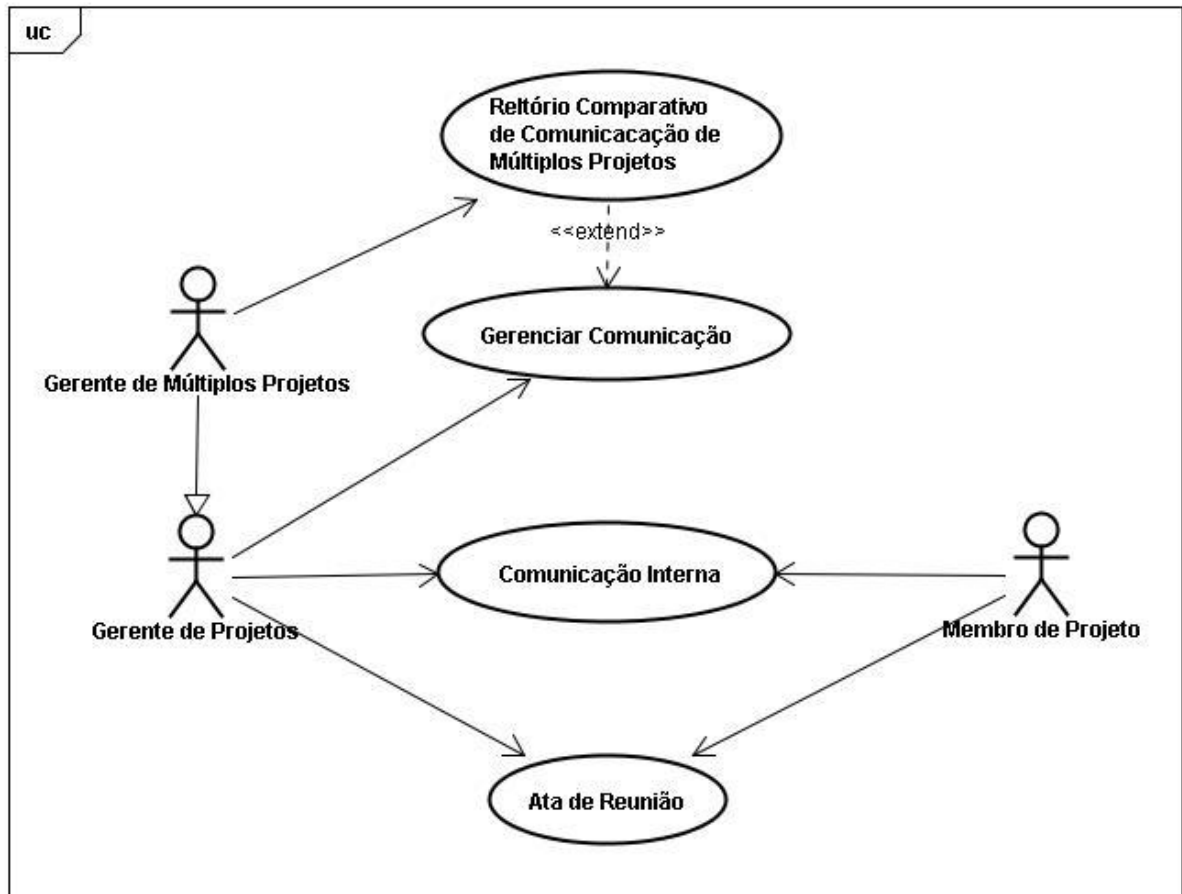 uc
Reltório Comparativo
de Comunicacação de
Múltiplos Projetos
<<extend>>
Gerenciar Comunicação
Gerente de Múltiplos Projetos
Comunicação Interna
Gerente de Projetos
Membro de Projeto
Ata de Reunião